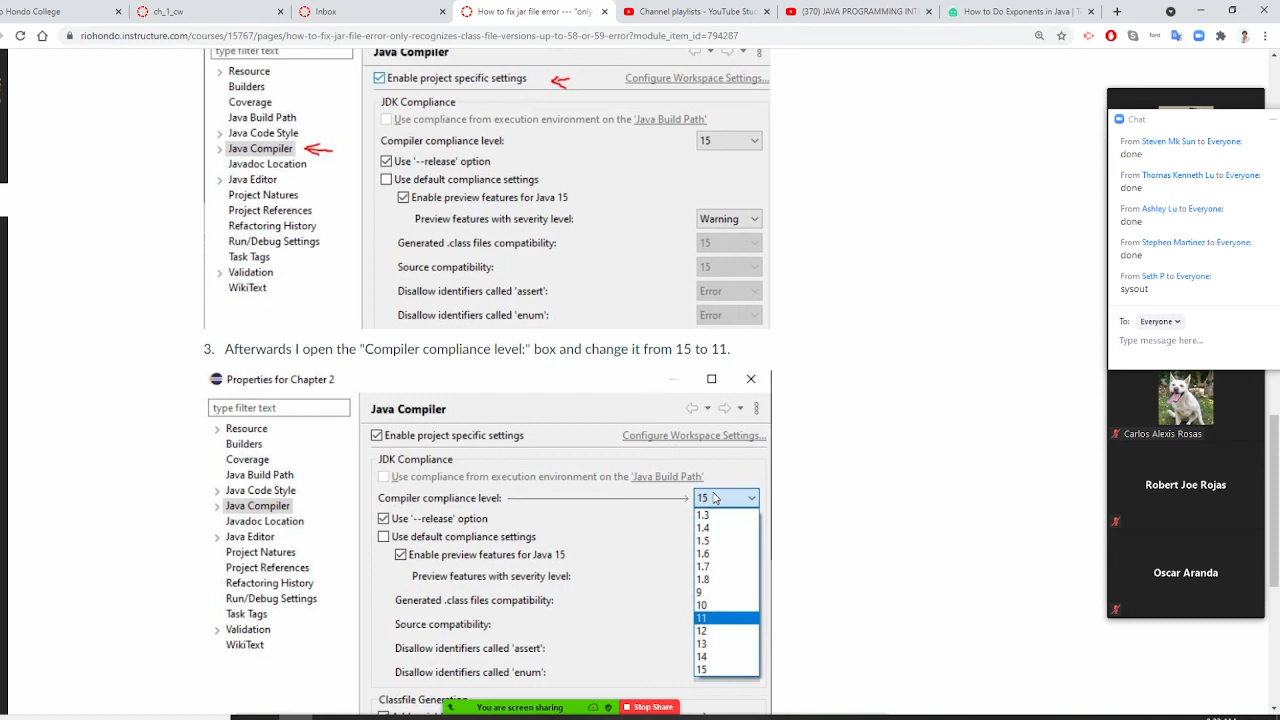 o Hondo College
ch_1_cw
Inbox
How to fix jar file error --- "only
Channel playlists - YouTube Stu
(370) JAVA PROGRAMMING INT
How to Do Exponents in Java | T
riohondo.instructure.com/courses/15767/pages/how-to-fix-jar-file-error-only-recognizes-class-file-versions-up-to-58-or-59-error?module_item_id=794287
type filter text
Resource
Builders
Coverage
Java Build Path
Java Code Style
Java Compiler
Javadoc Location
Java Editor
Project Natures
Project References
Refactoring History
Run/Debug Settings
Task Tags
Validation
WikiText
Java Compiler
Enable project specific settings
Configure Workspace Settings...
JDK Compliance
Use compliance from execution environment on the 'Java Build Path'
Compiler compliance level: 15
Use '--release' option
Use default compliance settings
Enable preview features for Java 15
Preview features with severity level: Warning
Generated .class files compatibility: 15
Source compatibility: 15
Disallow identifiers called 'assert': Error
Disallow identifiers called 'enum': Error
3. Afterwards I open the "Compiler compliance level:" box and change it from 15 to 11.
Properties for Chapter 2
type filter text
Resource
Builders
Coverage
Java Build Path
Java Code Style
Java Compiler
Javadoc Location
Java Editor
Project Natures
Project References
Refactoring History
Run/Debug Settings
Task Tags
Validation
WikiText
Java Compiler
Enable project specific settings
Configure Workspace Settings...
JDK Compliance
Use compliance from execution environment on the 'Java Build Path'
Compiler compliance level: 15
Use '--release' option
Use default compliance settings
Enable preview features for Java 15
Preview features with severity level:
Generated .class files compatibility:
Source compatibility:
Disallow identifiers called 'assert':
Disallow identifiers called 'enum':
1.3
1.4
1.5
1.6
1.7
1.8
9
10
11
12
13
14
15
Classfile Generation
You are screen sharing
Stop Share
Chat
From Steven Mk Sun to Everyone:
done
From Thomas Kenneth Lu to Everyone:
done
From Ashley Lu to Everyone:
done
From Stephen Martinez to Everyone:
done
From Seth P to Everyone:
sysout
To: Everyone
Type message here...
Carlos Alexis Rosas
Robert Joe Rojas
Oscar Aranda